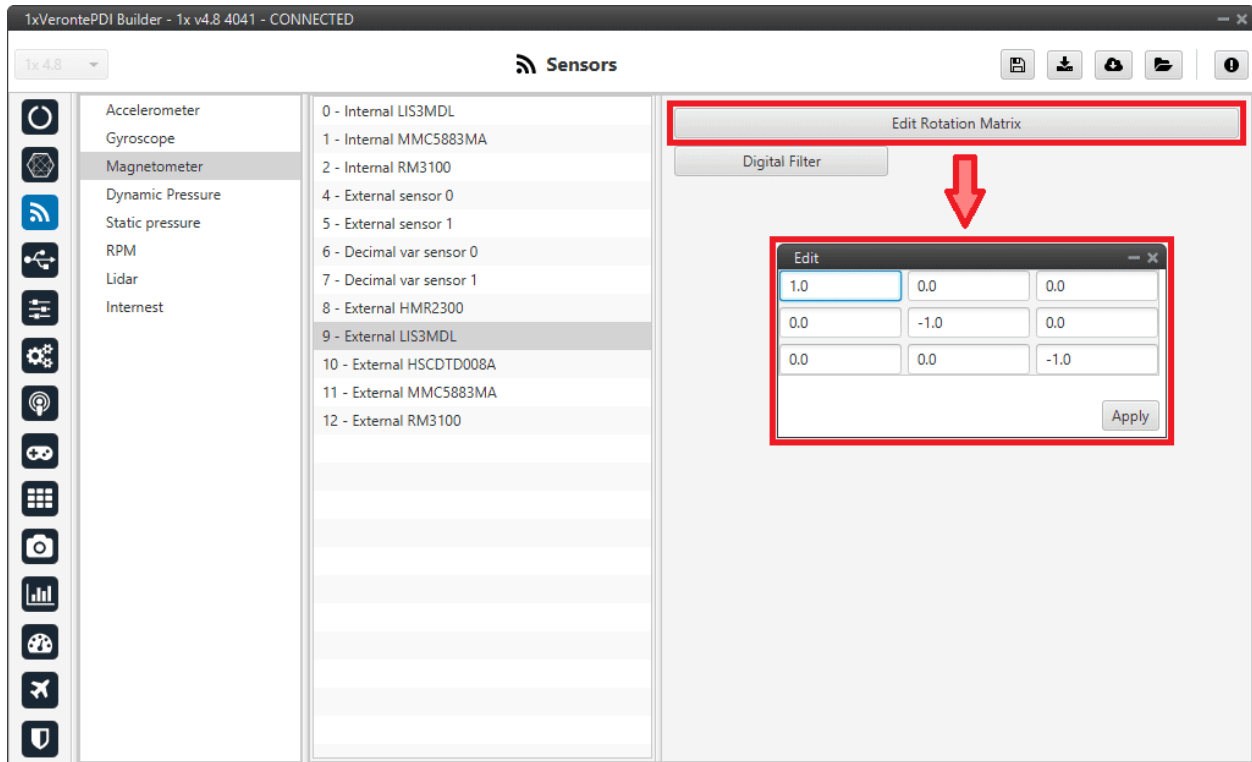 1xVerontePDI Builder - 1x v4.8 4041 - CONNECTED
1x 4.8
Sensors
Accelerometer
Gyroscope
Magnetometer
Dynamic Pressure
Static pressure
RPM
Lidar
Internest
0 - Internal LIS3MDL
1 - Internal MMC5883MA
2 - Internal RM3100
4 - External sensor 0
5 - External sensor 1
6 - Decimal var sensor 0
7 - Decimal var sensor 1
8 - External HMR2300
9 - External LIS3MDL
10 - External HSCDTD008A
11 - External MMC5883MA
12 - External RM3100
Edit Rotation Matrix
Digital Filter
Edit
1.0 0.0 0.0
0.0 -1.0 0.0
0.0 0.0 -1.0
Apply